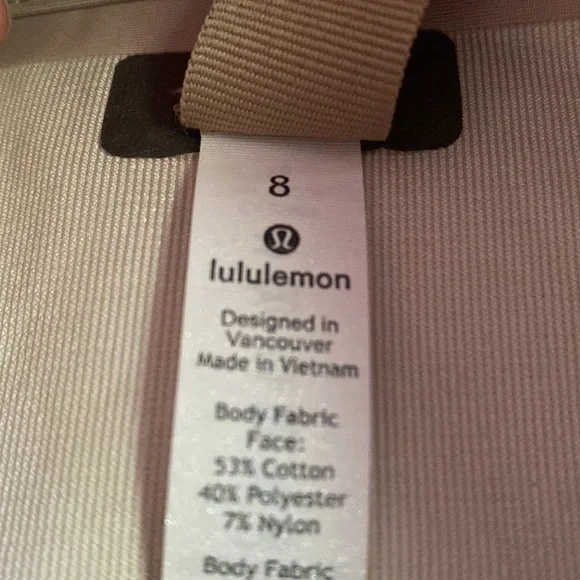 8
lululemon
Designed in
Vancouver
Made in Vietnam
Body Fabric
Face:
53% Cotton
40% Polyester
7% Nylon
Body Fabric